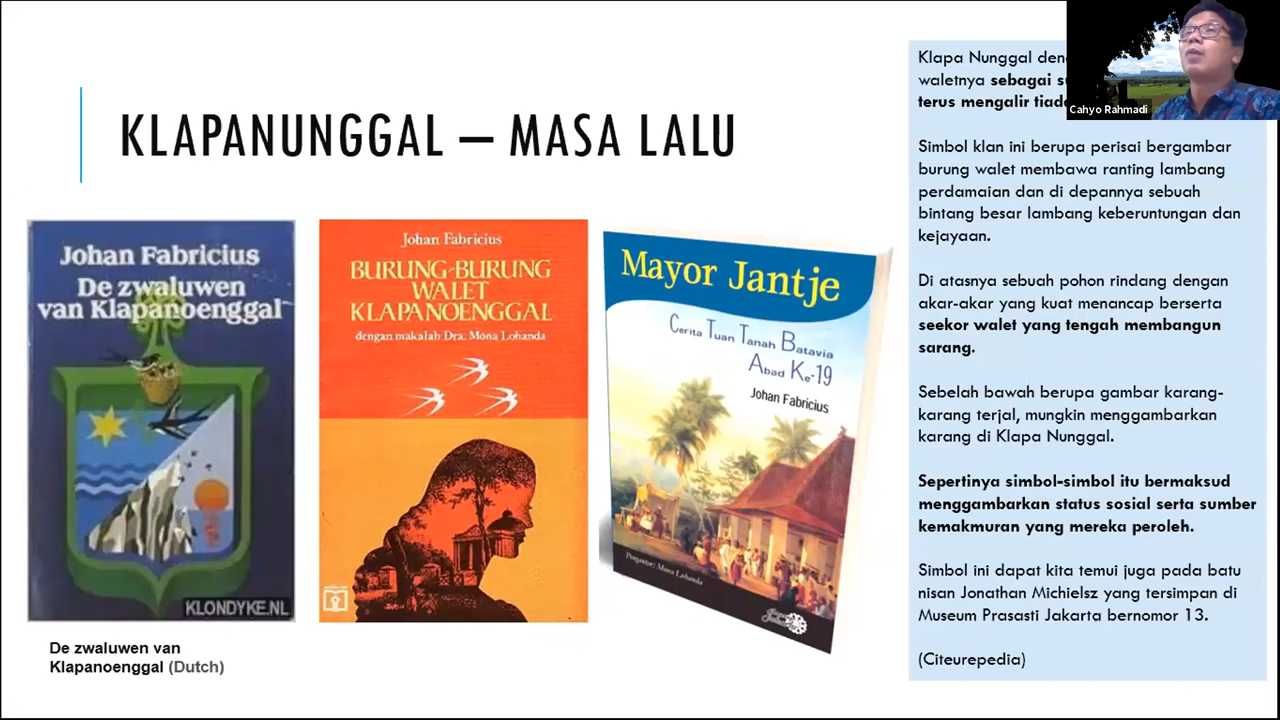 KLAPANUNGGAL – MASA LALU
Johan Fabricius
De zwaluwen
van Klapanoenggal
KLONDYKE.NL
De zwaluwen van
Klapanoenggal (Dutch)
Johan Fabricius
BURUNG-BURUNG
WALET
KLAPANOENGGAL
dengan makalah Dra. Mona Lohanda
Mayor Jantje
Cerita Tuan Tanah Batavia
Abad Ke-19
Johan Fabricius
Pengantar: Mona Lohanda
Klapa Nunggal
waletnya sebagai
terus mengalir
Simbol klan ini berupa perisai bergambar
burung walet membawa ranting lambang
perdamaian dan di depannya sebuah
bintang besar lambang keberuntungan dan
kejayaan.
Di atasnya sebuah pohon rindang dengan
akar-akar yang kuat menancap berserta
seekor walet yang tengah membangun
sarang.
Sebelah bawah berupa gambar karang-
karang terjal, mungkin menggambarkan
karang di Klapa Nunggal.
Sepertinya simbol-simbol itu bermaksud
menggambarkan status sosial serta sumber
kemakmuran yang mereka peroleh.
Simbol ini dapat kita temui juga pada batu
nisan Jonathan Michielsz yang tersimpan di
Museum Prasasti Jakarta bernomor 13.
(Citeurepedia)
Cahyo Rahmadi